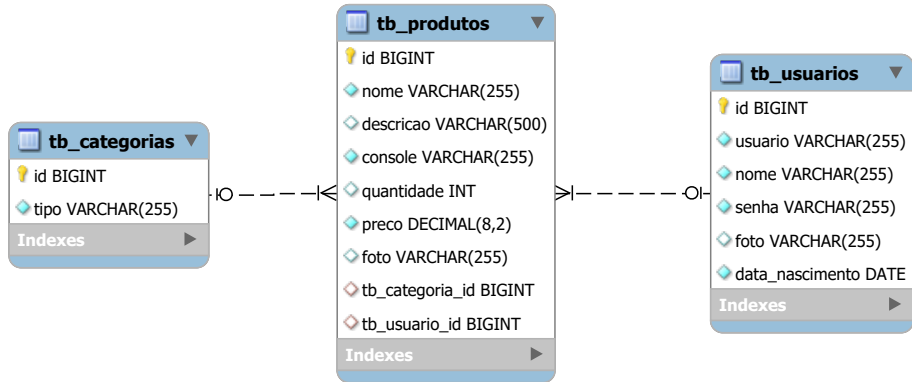 tb_categorias
id BIGINT
tipo VARCHAR(255)
Indexes
tb_produtos
id BIGINT
nome VARCHAR(255)
descricao VARCHAR(500)
console VARCHAR(255)
quantidade INT
preco DECIMAL(8,2)
foto VARCHAR(255)
tb_categoria_id BIGINT
tb_usuario_id BIGINT
Indexes
tb_usuarios
id BIGINT
usuario VARCHAR(255)
nome VARCHAR(255)
senha VARCHAR(255)
foto VARCHAR(255)
data_nascimento DATE
Indexes